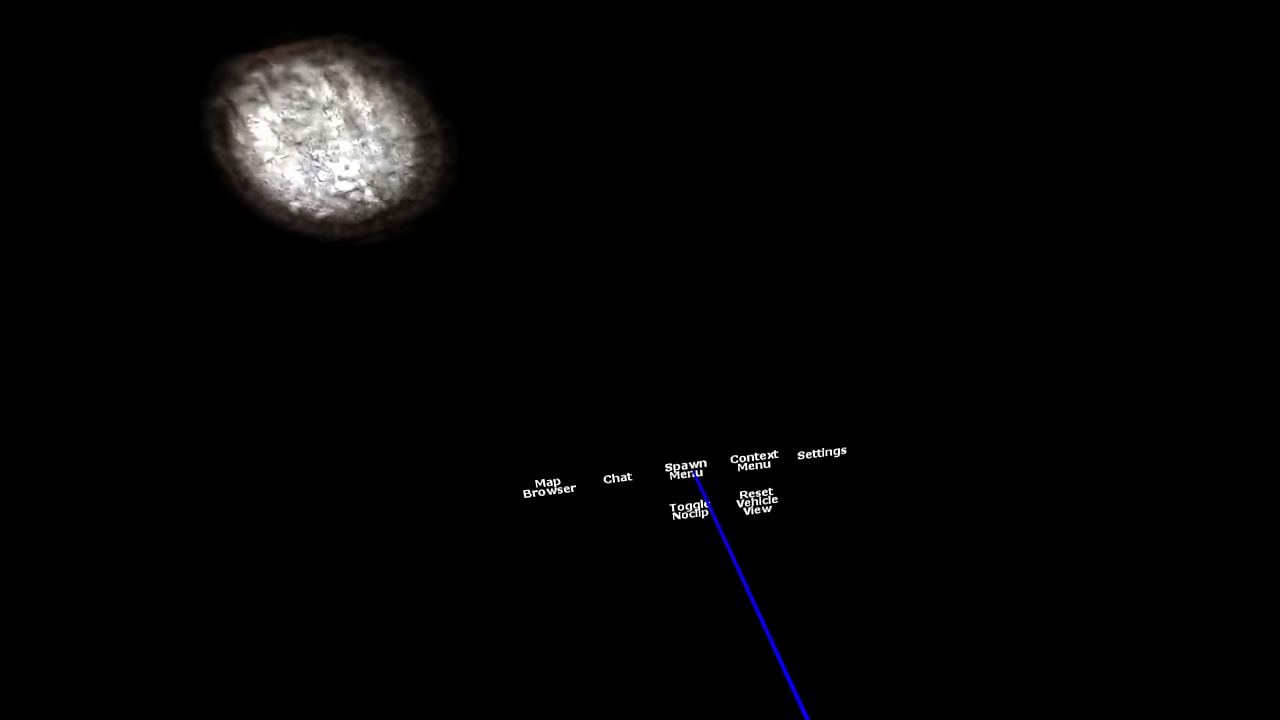 Map
Browser
Chat
Spawn
Menu
Context
Menu
Settings
Toggle
Noclip
Reset
Vehicle
View